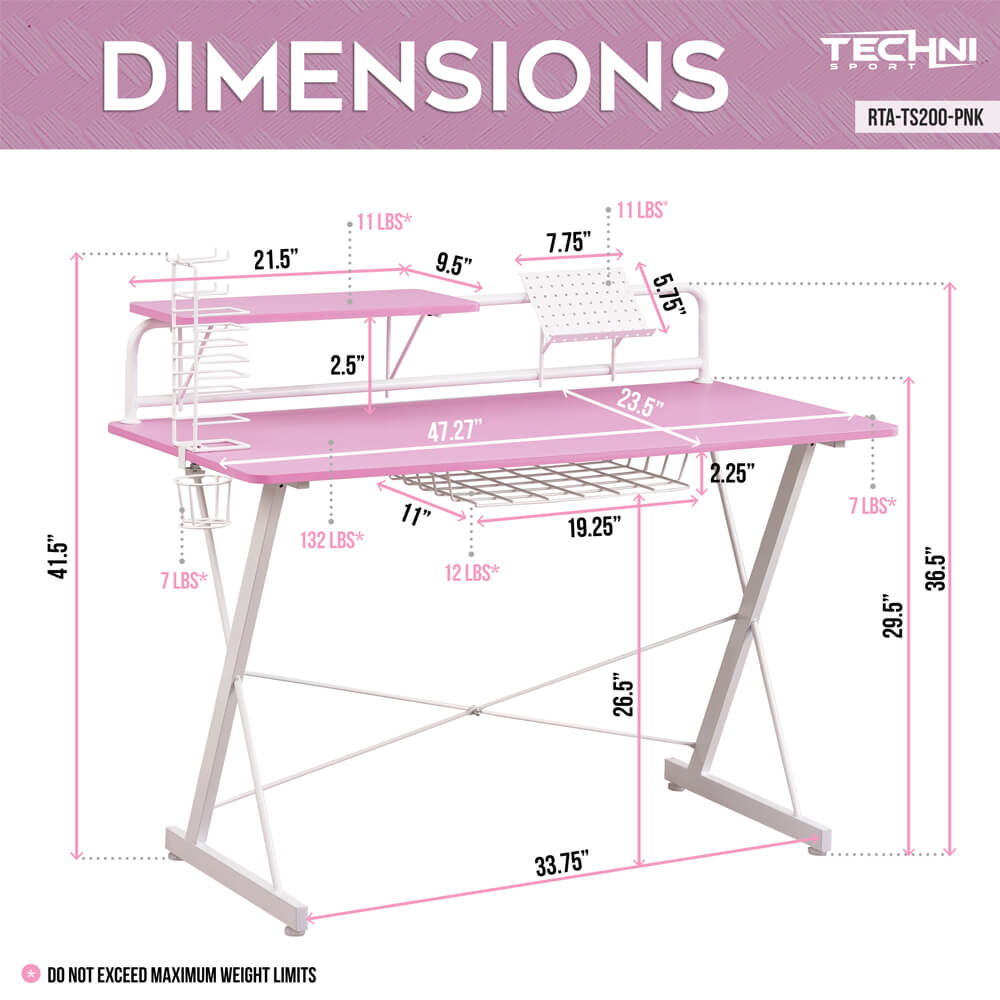 DIMENSIONS
TECHNI
SPORT
RTA-TS200-PNK
11 LBS*
11 LBS*
21.5”
9.5”
7.75”
5.75”
2.5”
23.5”
47.27”
2.25”
11"
19.25”
7 LBS*
132 LBS*
12 LBS*
7 LBS*
41.5”
36.5”
29.5”
26.5”
33.75”
* DO NOT EXCEED MAXIMUM WEIGHT LIMITS